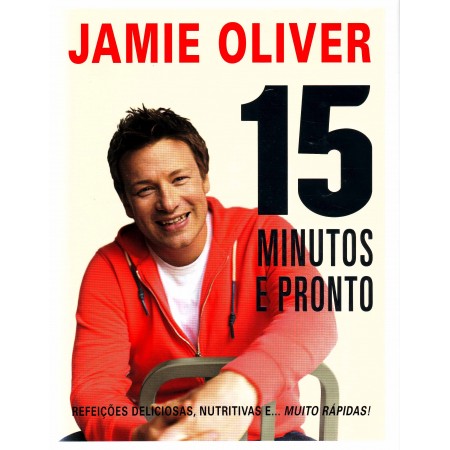 JAMIE OLIVER
15
MINUTOS
E PRONTO
REFEIÇÕES DELICIOSAS, NUTRITIVAS E... MUITO RÁPIDAS!